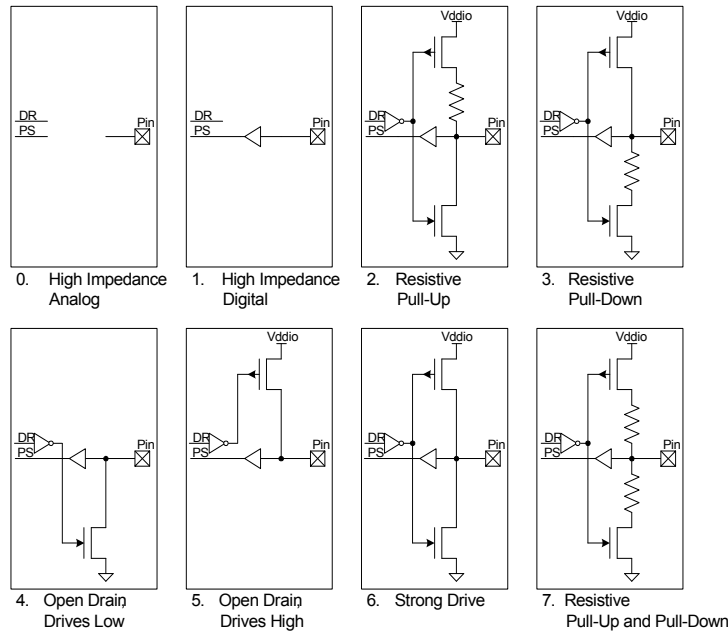 Vddio
Vddio
DR
PS
Pin
DR
PS
Pin
DR
PS
Pin
DR
PS
Pin
0. High Impedance
Analog
1. High Impedance
Digital
2. Resistive
Pull-Up
3. Resistive
Pull-Down
Vddio
Vddio
Vddio
DR
PS
Pin
DR
PS
Pin
DR
PS
Pin
DR
PS
Pin
4. Open Drain,
Drives Low
5. Open Drain,
Drives High
6. Strong Drive
7. Resistive
Pull-Up and Pull-Down